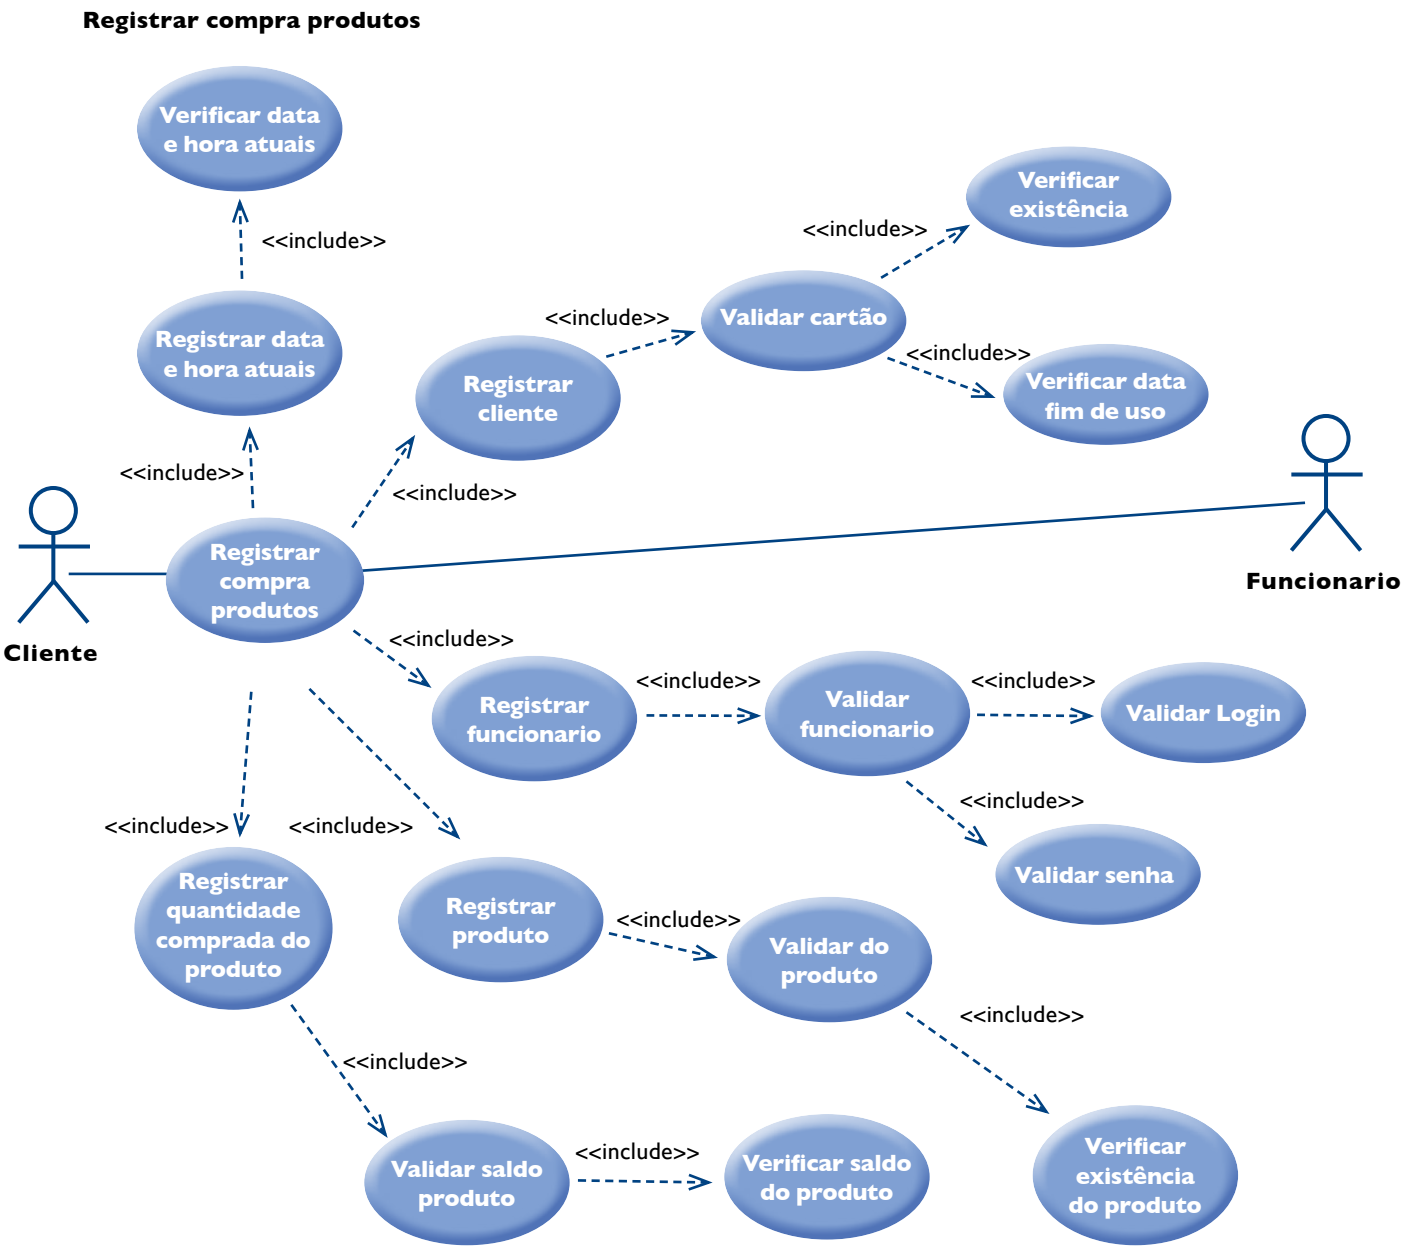 Registrar compra produtos
Verificar data
e hora atuais
<<include>>
Registrar data
e hora atuais
<<include>>
Registrar
compra
produtos
Cliente
Funcionario
<<include>>
Registrar
cliente
<<include>>
Validar cartão
<<include>>
Verificar
existência
<<include>>
Verificar data
fim de uso
<<include>>
Registrar
funcionario
<<include>>
Validar
funcionario
<<include>>
Validar Login
<<include>>
Validar senha
<<include>>
Registrar
quantidade
comprada do
produto
<<include>>
Registrar
produto
<<include>>
Validar do
produto
<<include>>
Verificar
existência
do produto
<<include>>
Validar saldo
produto
<<include>>
Verificar saldo
do produto